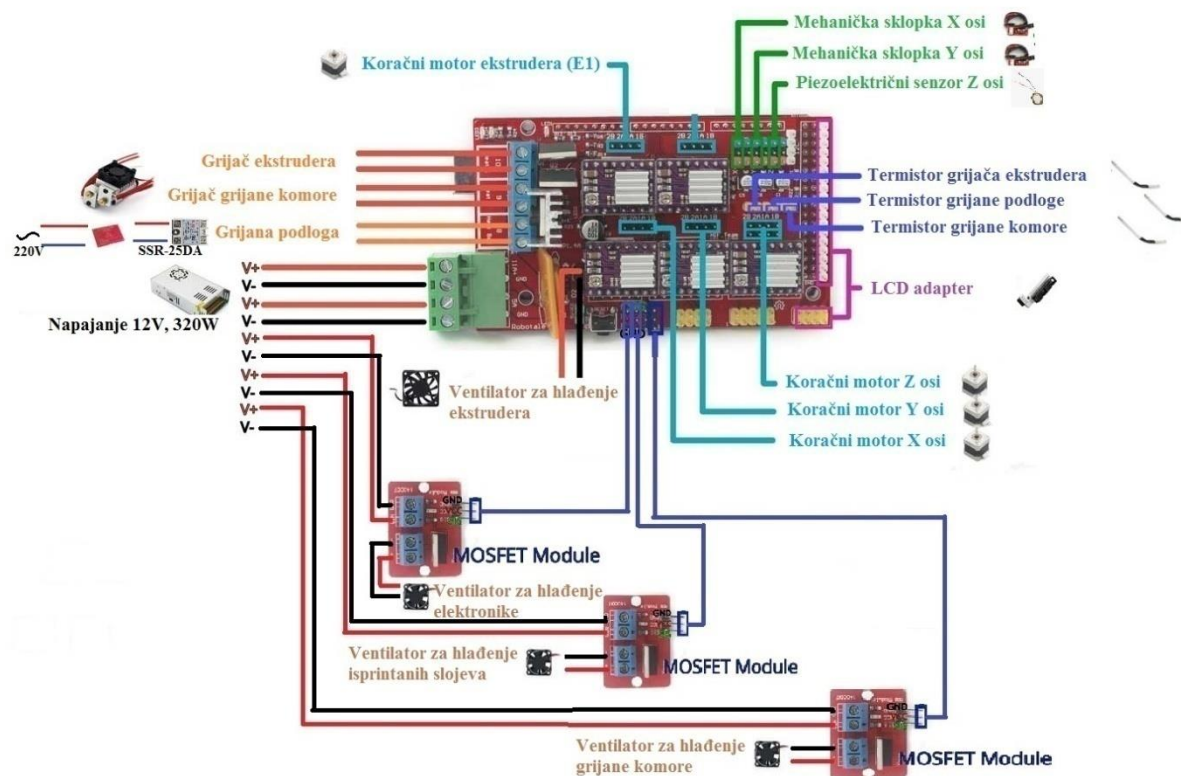 Mehanička sklopka X osi
Mehanička sklopka Y osi
Piezoelektrični senzor Z osi
Koračni motor ekstrudera (E1)
Grijač ekstrudera
Grijač grijane komore
Grijana podloga
220V
SSR-25DA
Termistor grijača ekstrudera
Termistor grijane podloge
Termistor grijane komore
V+
V-
V+
V-
V+
V-
V+
V-
V+
V-
Napajanje 12V, 320W
LCD adapter
Ventilator za hlađenje
ekstrudera
Koračni motor Z osi
Koračni motor Y osi
Koračni motor X osi
GND
MOSFET Module
Ventilator za hlađenje
elektronike
GND
MOSFET Module
Ventilator za hlađenje
isprintanih slojeva
GND
MOSFET Module
Ventilator za hlađenje
grijane komore